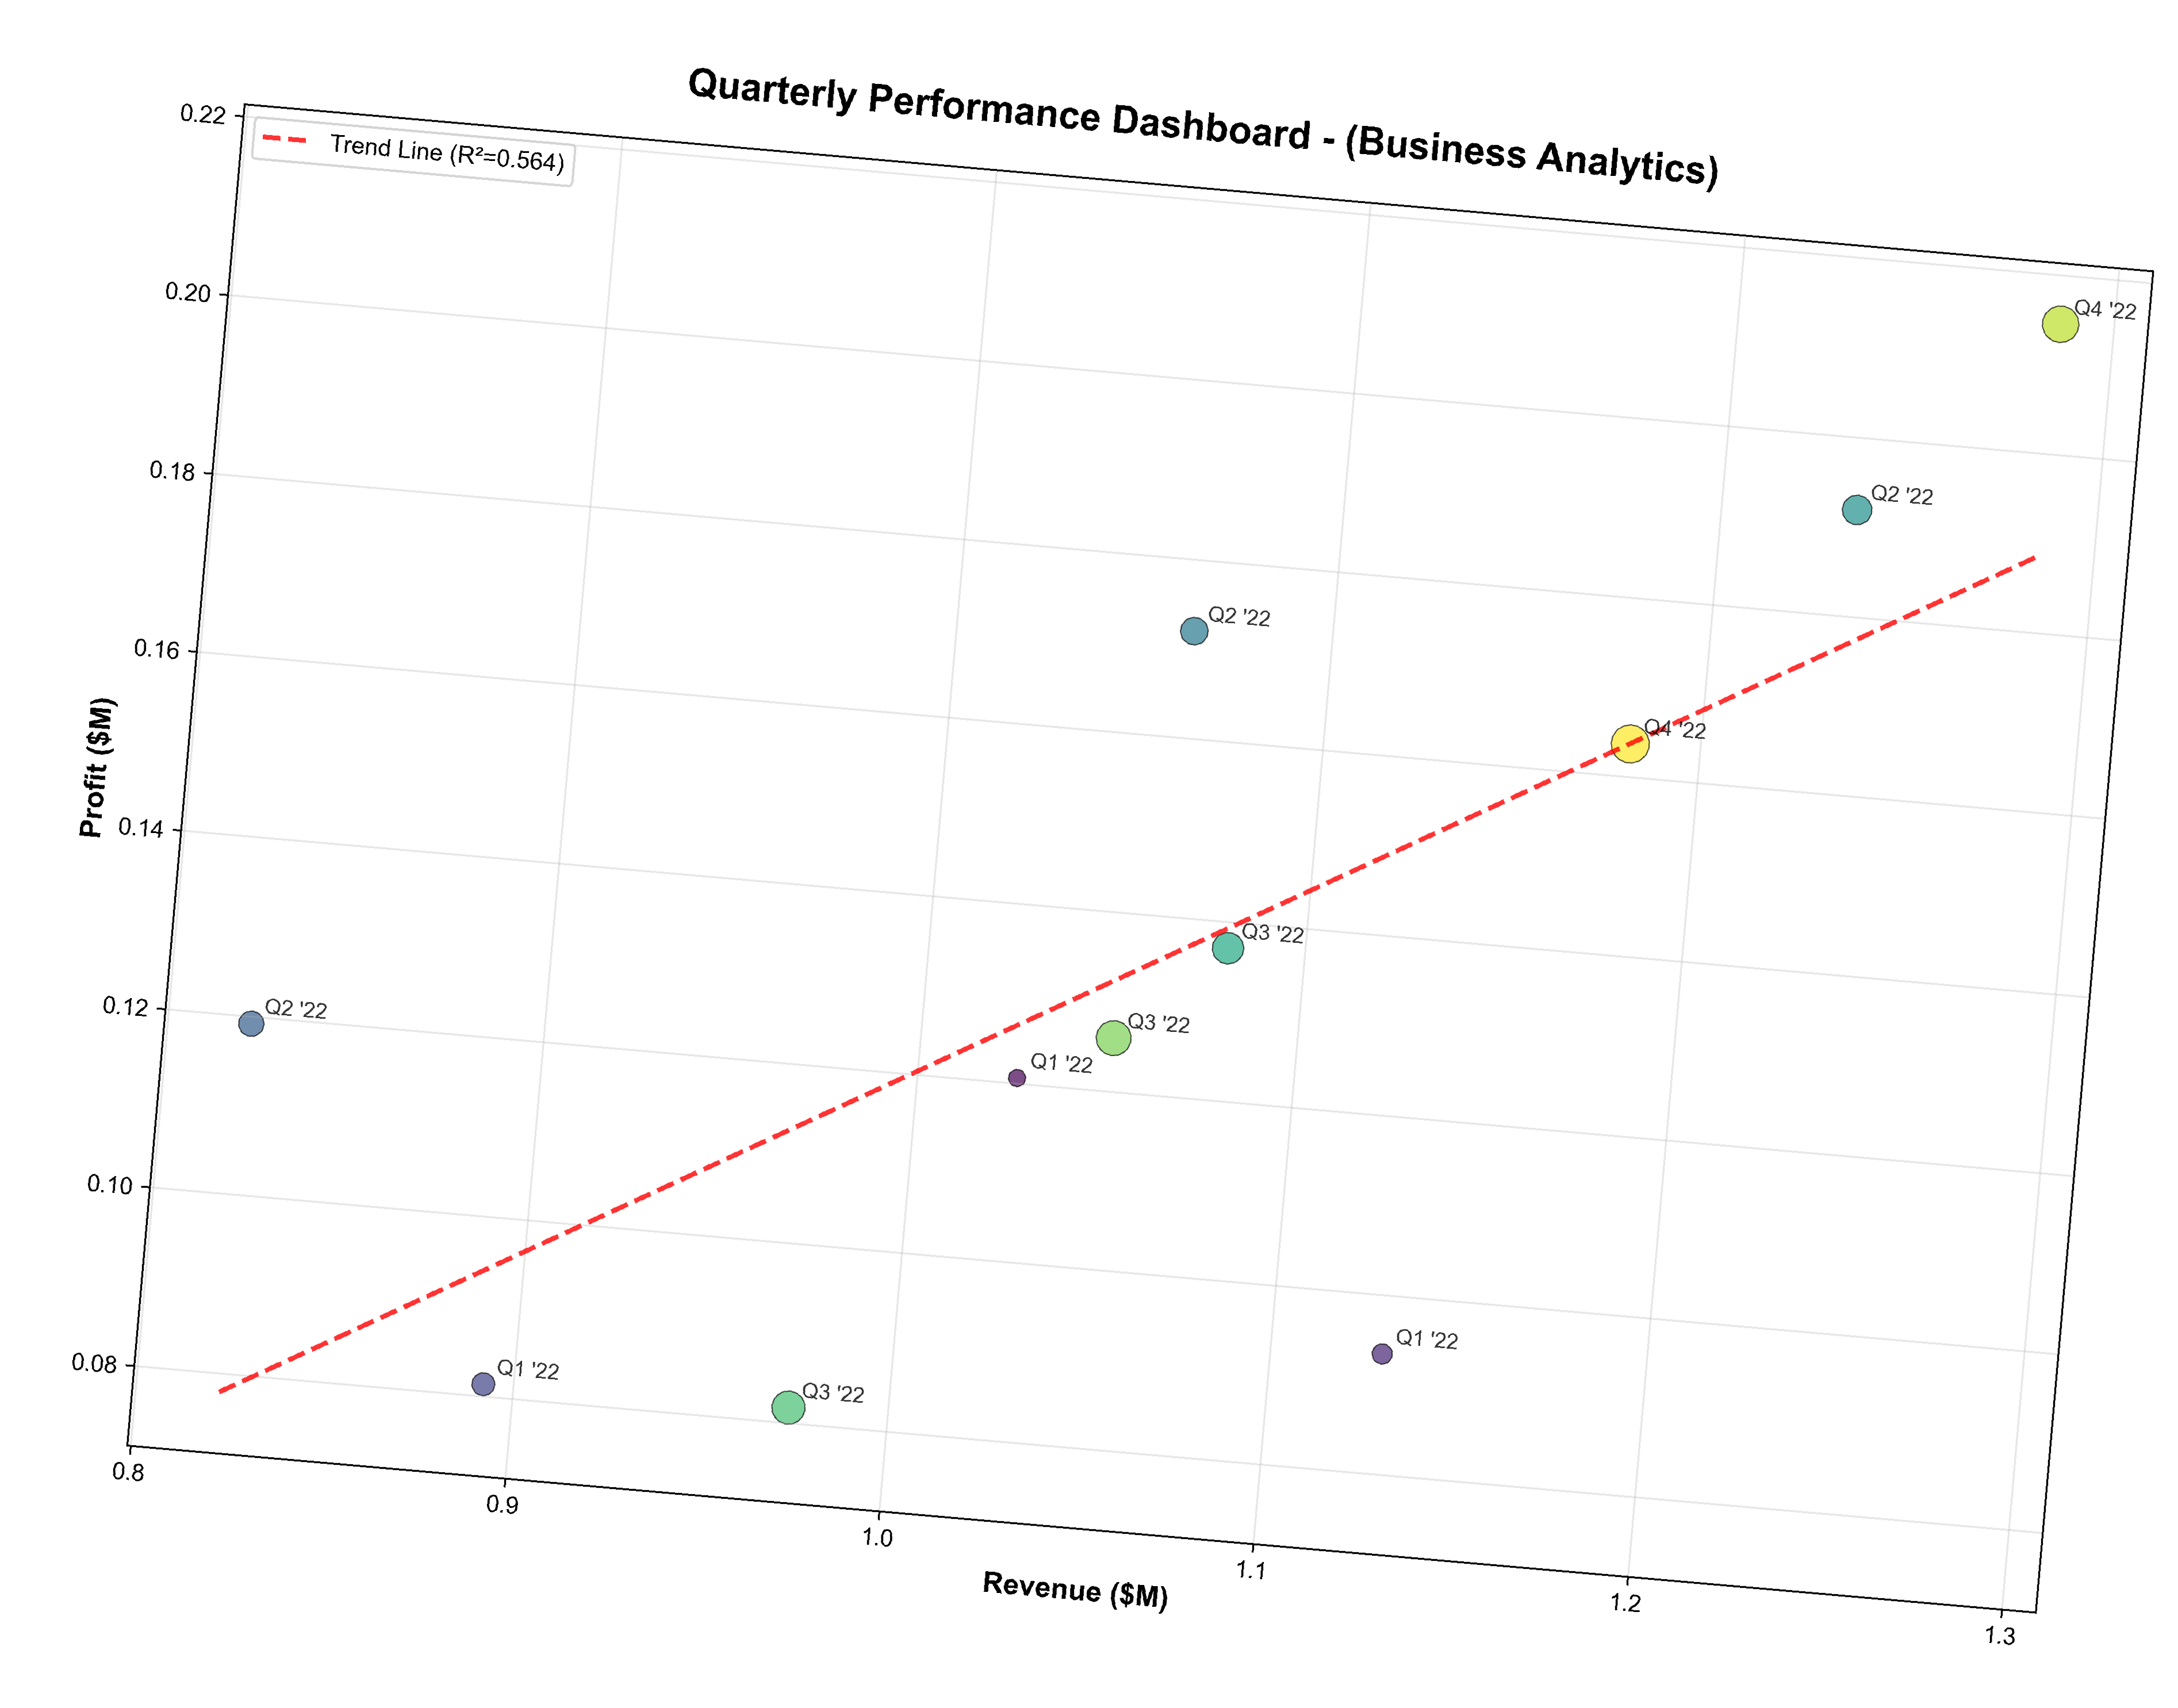 Quarterly Performance Dashboard - (Business Analytics)
Trend Line (R²=0.564)
0.22
0.20
0.18
0.16
0.14
0.12
0.10
0.08
Profit ($M)
Q4 '22
Q2 '22
Q2 '22
Q4 '22
Q3 '22
Q2 '22
Q3 '22
Q1 '22
Q1 '22
Q1 '22
Q3 '22
0.8
0.9
1.0
1.1
1.2
1.3
Revenue ($M)